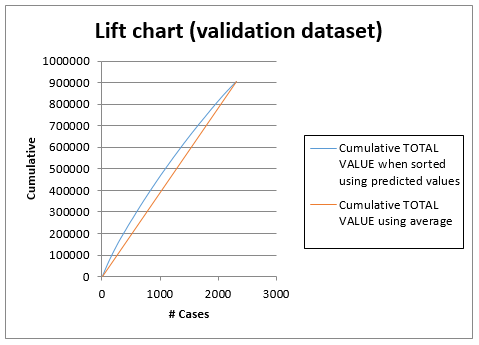 Lift chart (validation dataset)
1000000
900000
800000
700000
600000
500000
400000
300000
200000
100000
0
Cumulative
0 1000 2000 3000
# Cases
Cumulative TOTAL
VALUE when sorted
using predicted values
Cumulative TOTAL
VALUE using average